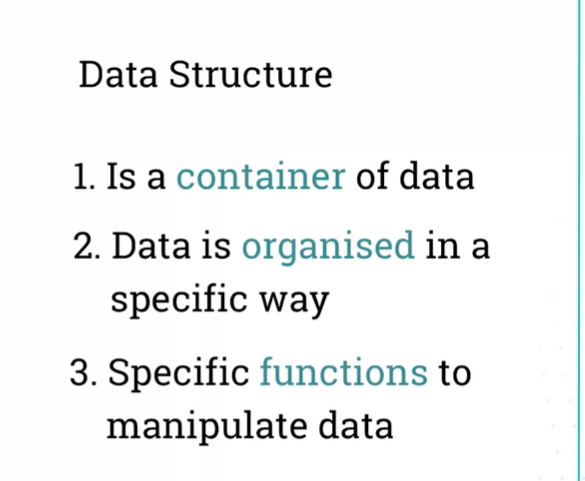 Data Structure
1. Is a container of data
2. Data is organised in a
specific way
3. Specific functions to
manipulate data